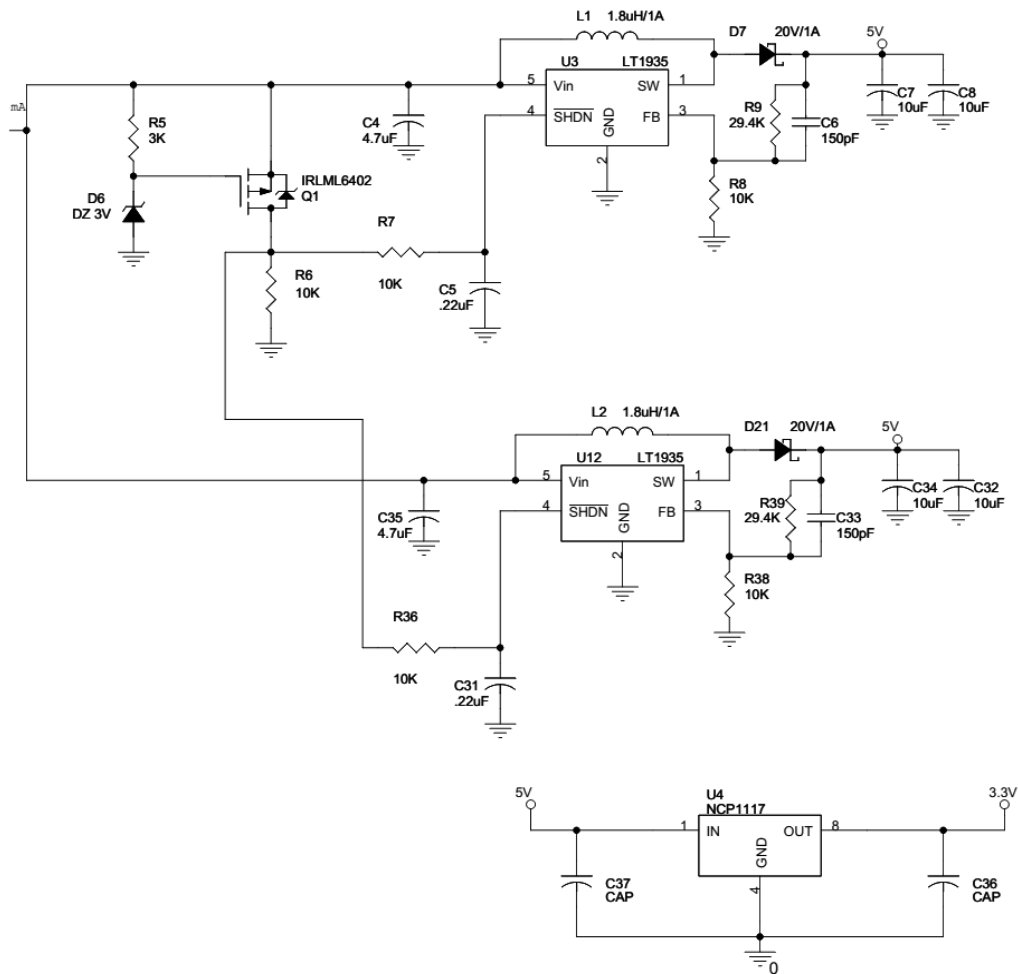 L1 1.8uH/1A
D7 20V/1A
5V
U3 LT1935
5 Vin SW 1
4 SHDN FB 3
GND
2
mA
R5
3K
C4
4.7uF
R9
29.4K
C6
150pF
C7
10uF
C8
10uF
D6
DZ 3V
IRLML6402
Q1
R7
10K
R8
10K
R6
10K
C5
.22uF
L2 1.8uH/1A
D21 20V/1A
5V
U12 LT1935
5 Vin SW 1
4 SHDN FB 3
GND
2
C35
4.7uF
R39
29.4K
C33
150pF
C34
10uF
C32
10uF
R38
10K
R36
10K
C31
.22uF
5V
U4
NCP1117
3.3V
1 IN OUT 8
GND
4
C37
CAP
C36
CAP
0